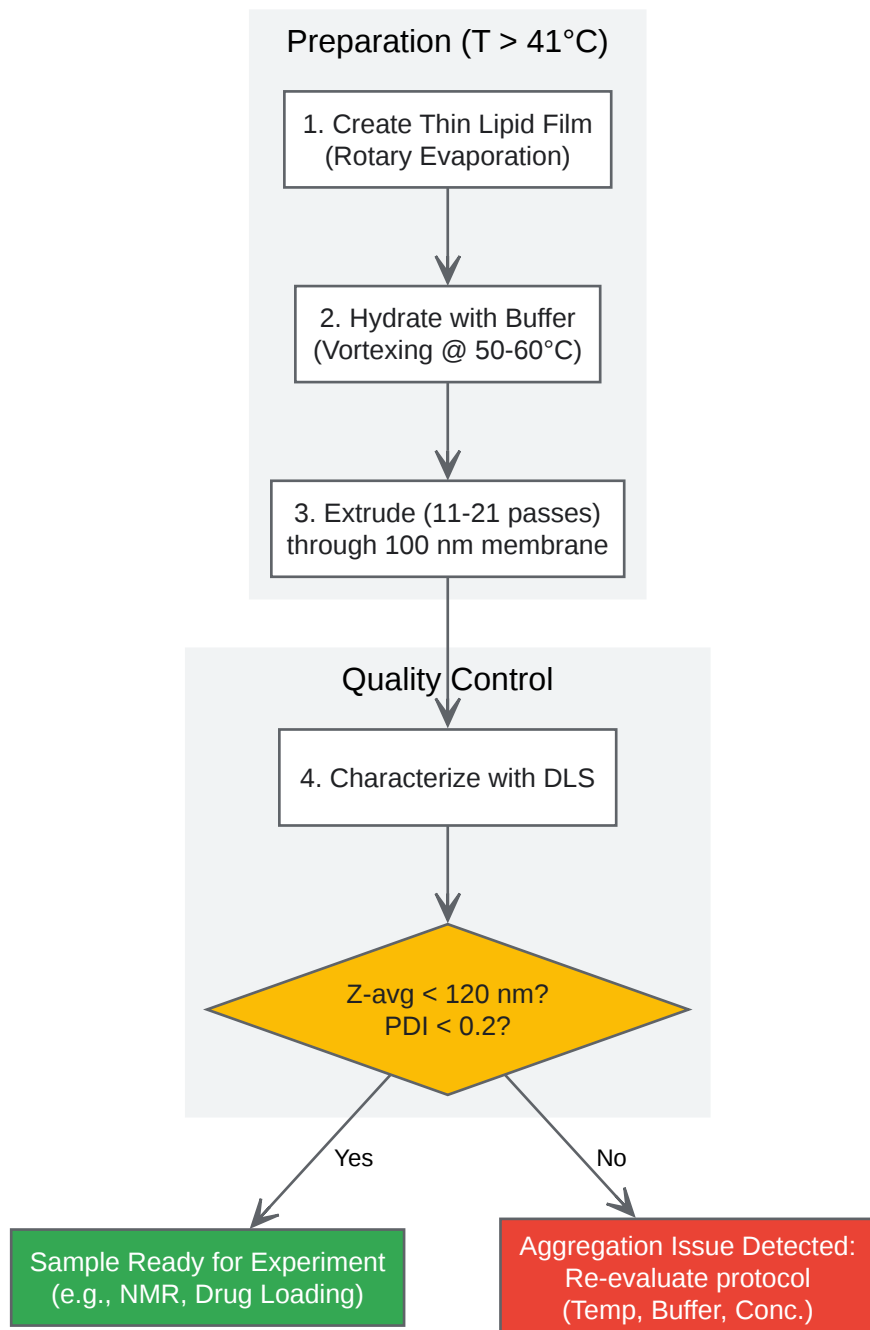 Preparation (T > 41°C)
1. Create Thin Lipid Film
(Rotary Evaporation)
2. Hydrate with Buffer
(Vortexing @ 50-60°C)
3. Extrude (11-21 passes)
through 100 nm membrane
Quality Control
4. Characterize with DLS
Z-avg < 120 nm?
PDI < 0.2?
Yes
No
Sample Ready for Experiment
(e.g., NMR, Drug Loading)
Aggregation Issue Detected:
Re-evaluate protocol
(Temp, Buffer, Conc.)